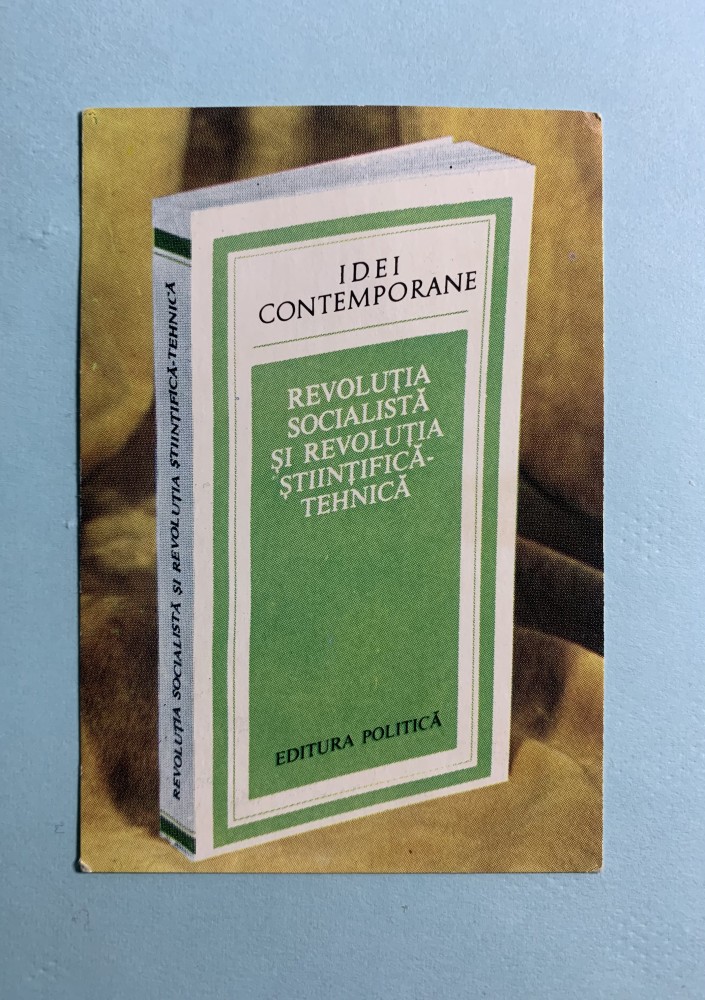 REVOLUȚIA SOCIALISTĂ ȘI REVOLUȚIA ȘTIINȚIFICĂ-TEHNICĂ
IDEI
CONTEMPORANE
REVOLUȚIA
SOCIALISTĂ
ȘI REVOLUȚIA
ȘTIINȚIFICĂ-
TEHNICĂ
EDITURA POLITICĂ